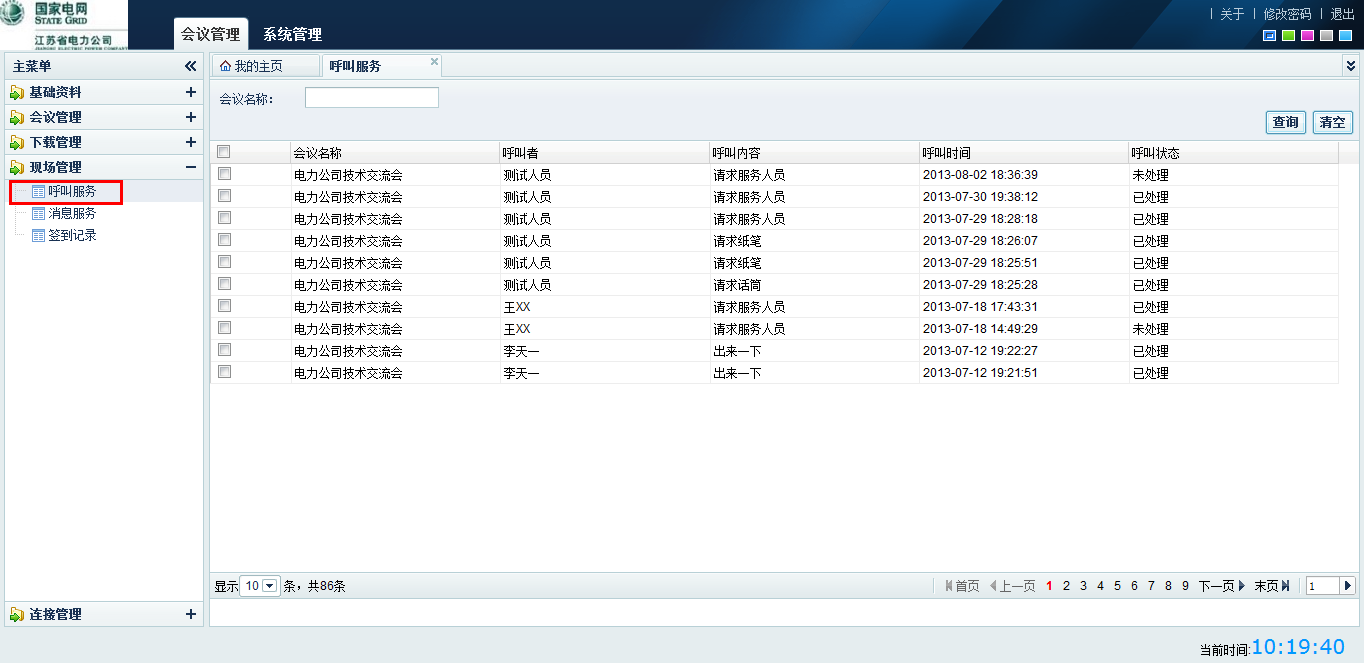 国家电网
STATE GRID
江苏省电力公司
JIANGSU ELECTRIC POWER COMPANY
会议管理 系统管理
关于 修改密码 退出
主菜单
基础资料
会议管理
下载管理
现场管理
呼叫服务
消息服务
签到记录
连接管理
我的主页 呼叫服务
会议名称:
查询 清空
会议名称 呼叫者 呼叫内容 呼叫时间 呼叫状态
电力公司技术交流会 测试人员 请求服务人员 2013-08-02 18:36:39 未处理
电力公司技术交流会 测试人员 请求服务人员 2013-07-30 19:38:12 已处理
电力公司技术交流会 测试人员 请求服务人员 2013-07-29 18:28:18 已处理
电力公司技术交流会 测试人员 请求纸笔 2013-07-29 18:26:07 已处理
电力公司技术交流会 测试人员 请求纸笔 2013-07-29 18:25:51 已处理
电力公司技术交流会 测试人员 请求话筒 2013-07-29 18:25:28 已处理
电力公司技术交流会 王XX 请求服务人员 2013-07-18 17:43:31 已处理
电力公司技术交流会 王XX 请求服务人员 2013-07-18 14:49:29 未处理
电力公司技术交流会 李天一 出来一下 2013-07-12 19:22:27 已处理
电力公司技术交流会 李天一 出来一下 2013-07-12 19:21:51 已处理
显示 10 条，共86条
首页 上一页 1 2 3 4 5 6 7 8 9 下一页 末页 1
当前时间:10:19:40